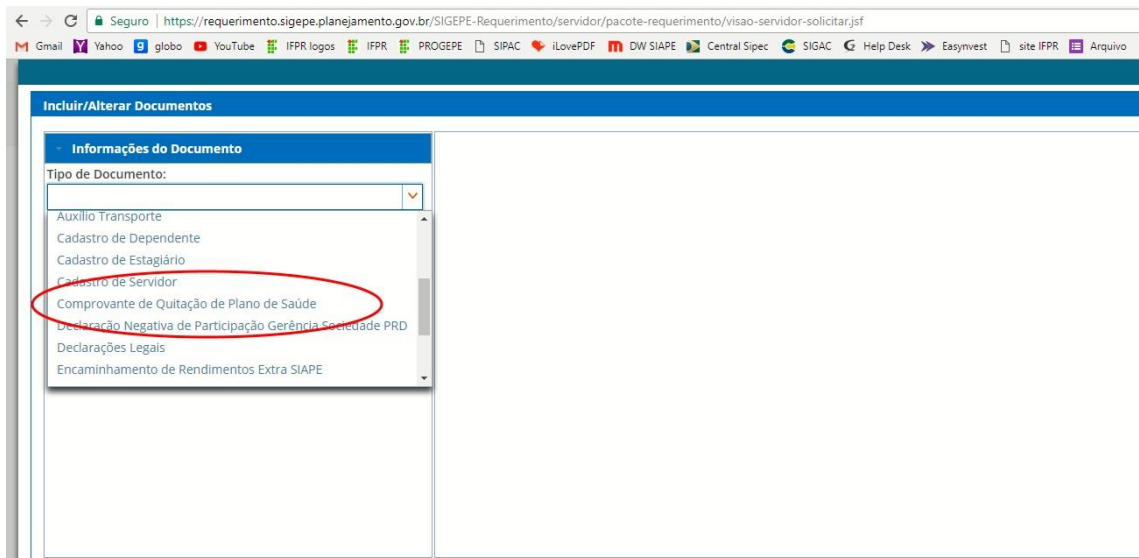 Seguro | https://requerimento.sigepe.planejamento.gov.br/SIGEPE-Requerimento/servidor/pacote-requerimento/visao-servidor-solicitar.jsf
Gmail Yahoo globo YouTube IFPR logos IFPR PROGEPE SIPAC iLovePDF DW SIAPE Central Sipec SIGAC Help Desk Easynvest site IFPR Arquivo
Incluir/Alterar Documentos
Informações do Documento
Tipo de Documento:
Auxílio Transporte
Cadastro de Dependente
Cadastro de Estagiário
Cadastro de Servidor
Comprovante de Quitação de Plano de Saúde
Declaração Negativa de Participação Gerência Sociedade PRD
Declarações Legais
Encaminhamento de Rendimentos Extra SIAPE